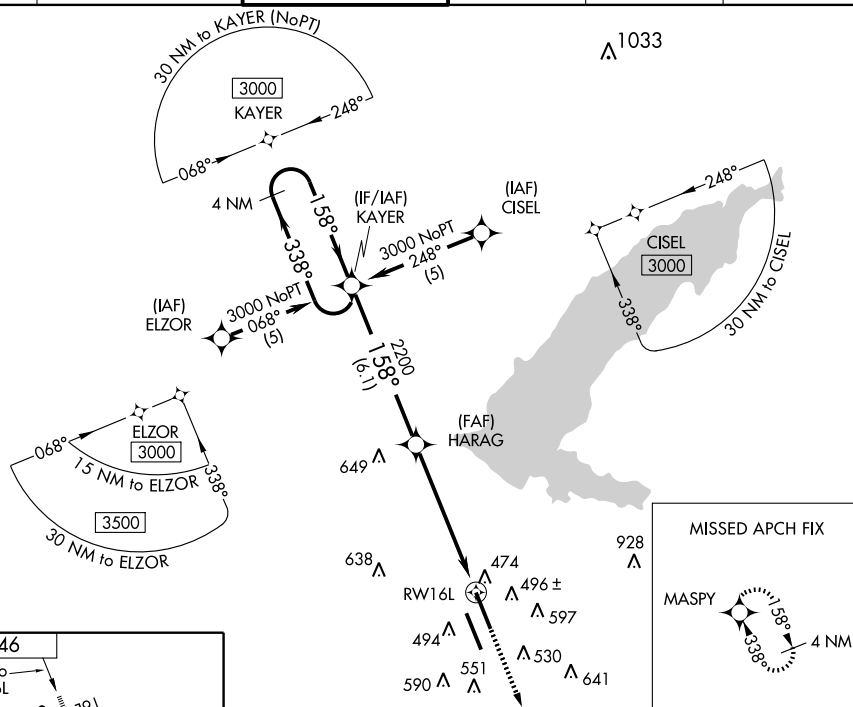 30 NM to KAYER (NoPT)
3000
KAYER
248°
068°
1033
4 NM
158°
338°
(IF/IAF)
KAYER
(IAF)
CISEL
3000 NoPT
248°
(5)
(IAF)
ELZOR
3000 NoPT
068°
(5)
248°
CISEL
3000
338°
30 NM to CISEL
2200
158°
(6.1)
(FAF)
HARAG
068°
ELZOR
3000
15 NM to ELZOR
338°
3500
30 NM to ELZOR
649
638
474
RW16L
496 ±
597
494
530
590
551
641
928
MISSED APCH FIX
MASPY
158°
338°
4 NM
46